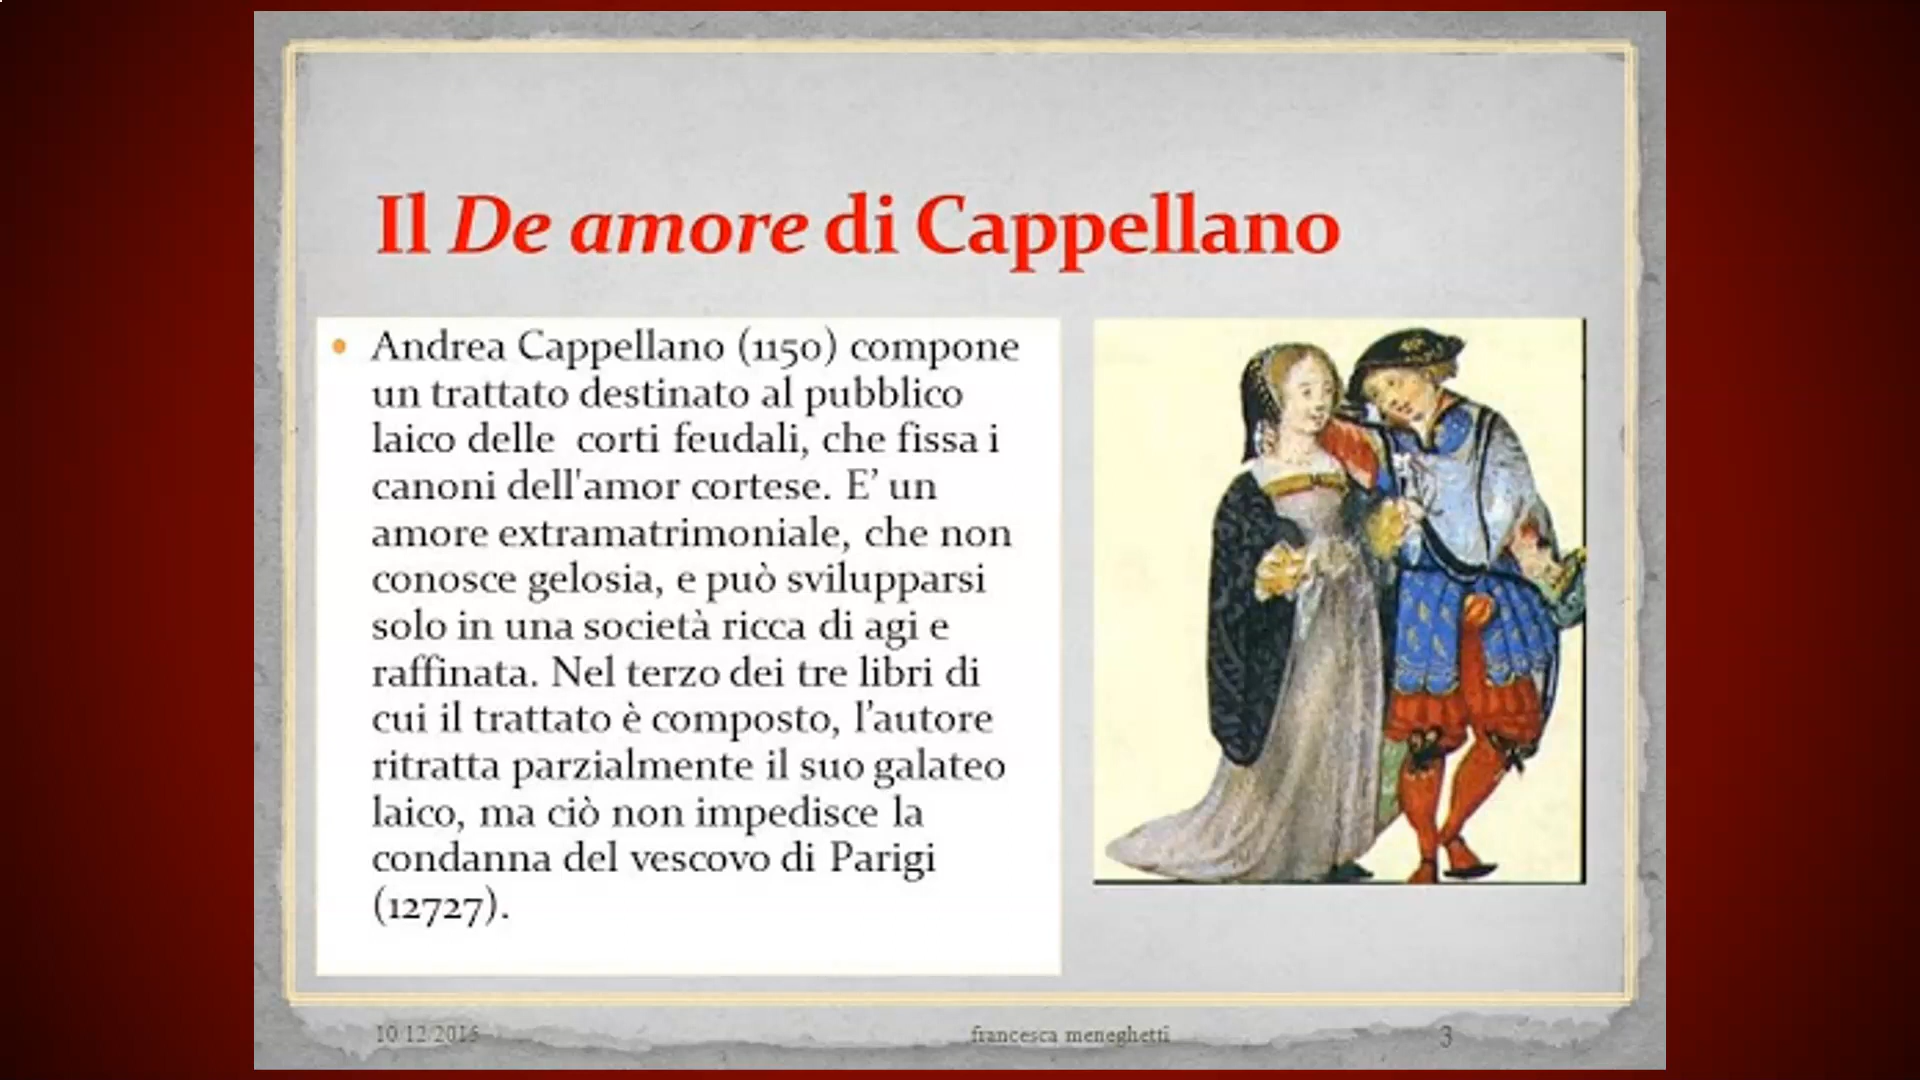 Il De amore di Cappellano
• Andrea Cappellano (1150) compone
un trattato destinato al pubblico
laico delle corti feudali, che fissa i
canoni dell'amor cortese. E’ un
amore extramatrimoniale, che non
conosce gelosia, e può svilupparsi
solo in una società ricca di agi e
raffinata. Nel terzo dei tre libri di
cui il trattato è composto, l’autore
ritratta parzialmente il suo galateo
laico, ma ciò non impedisce la
condanna del vescovo di Parigi
(12727).
francesca meneghetti
3